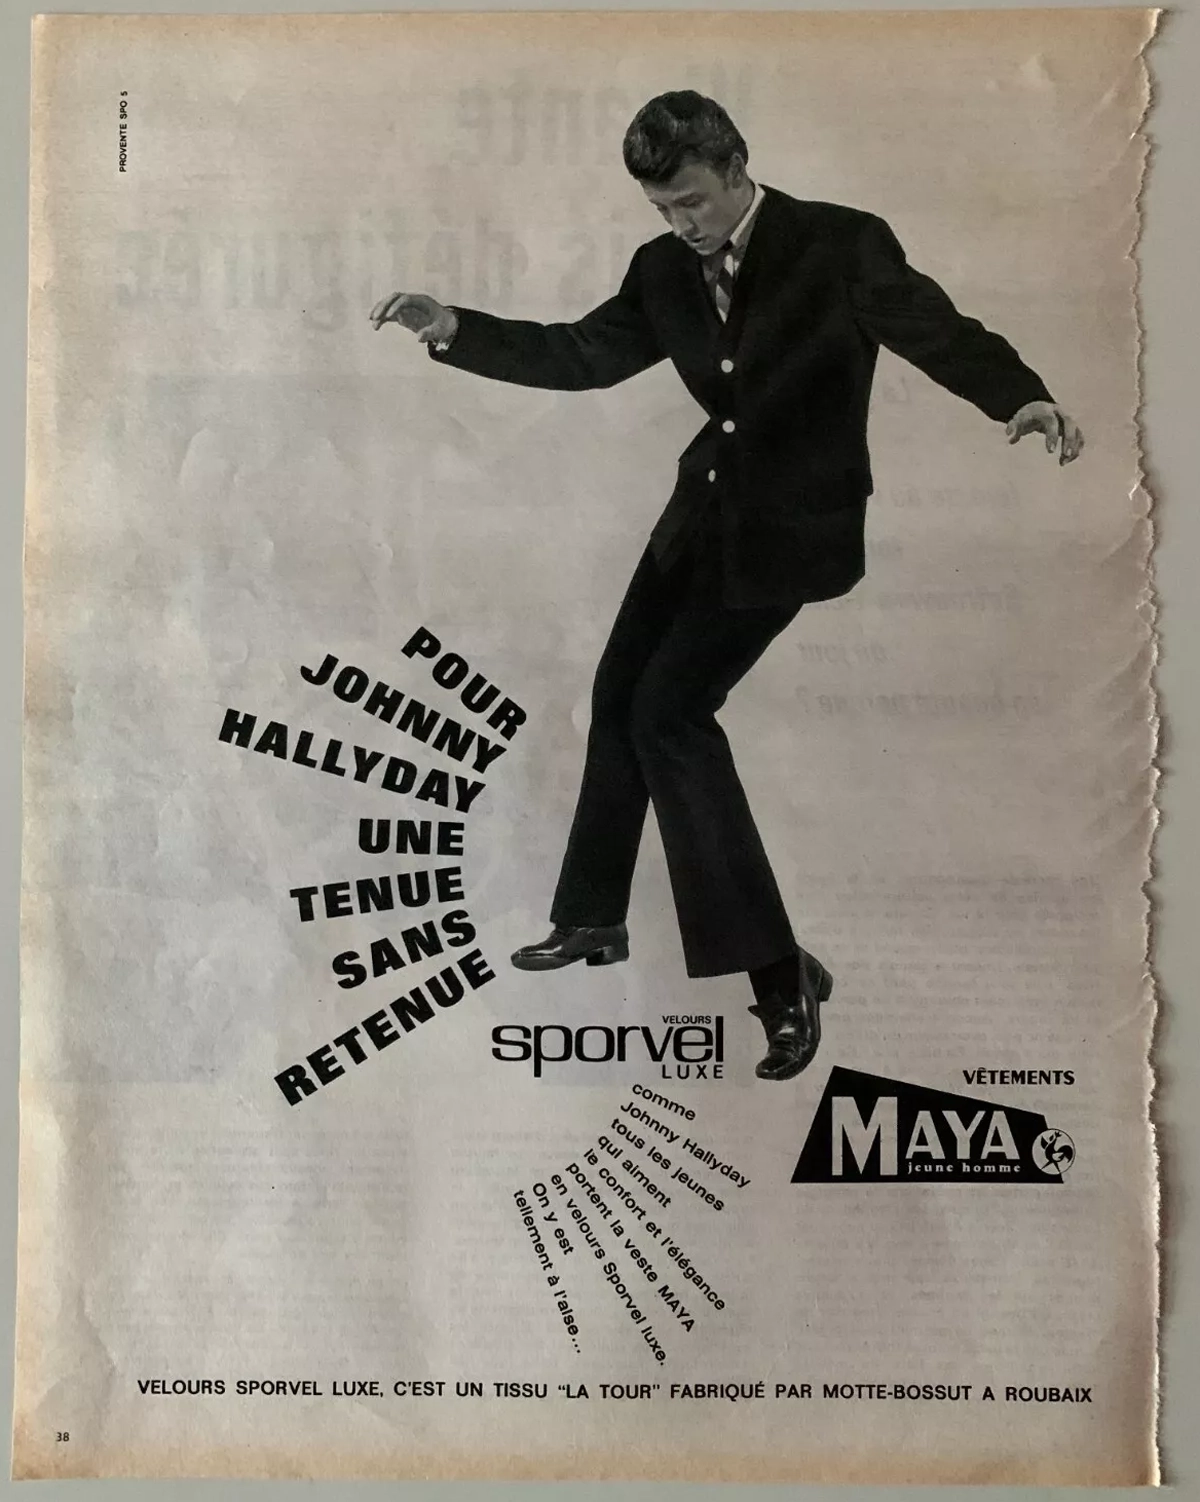 PROVENTE SPO 5
POUR
JOHNNY
HALLYDAY
UNE
TENUE
SANS
RETENUE
VELOURS
sporvel
LUXE
comme
Johnny Hallyday
tous les jeunes
qui aiment
le confort et l'élégance
portent la veste MAYA
en velours Sporvel luxe.
On y est
tellement à l'aise...
VÊTEMENTS
MAYA
jeune homme
VELOURS SPORVEL LUXE, C'EST UN TISSU "LA TOUR" FABRIQUÉ PAR MOTTE-BOSSUT A ROUBAIX
38